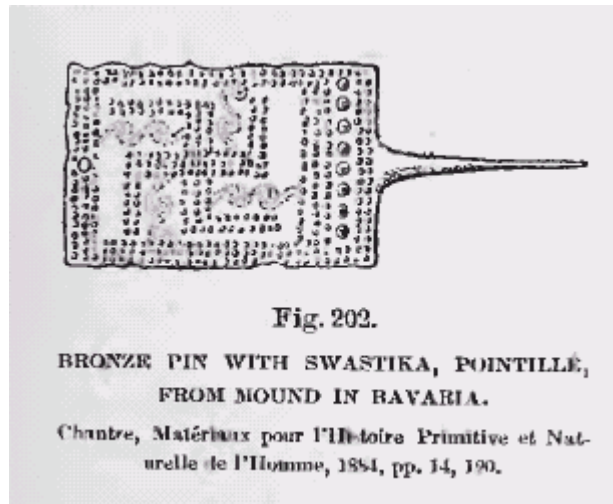 Fig. 202.
BRONZE PIN WITH SWASTIKA, POINTILLÉ,
FROM MOUND IN BAVARIA.
Chantre, Matériaux pour l'Histoire Primitive et Nat-
urelle de l'Homme, 1884, pp. 14, 190.